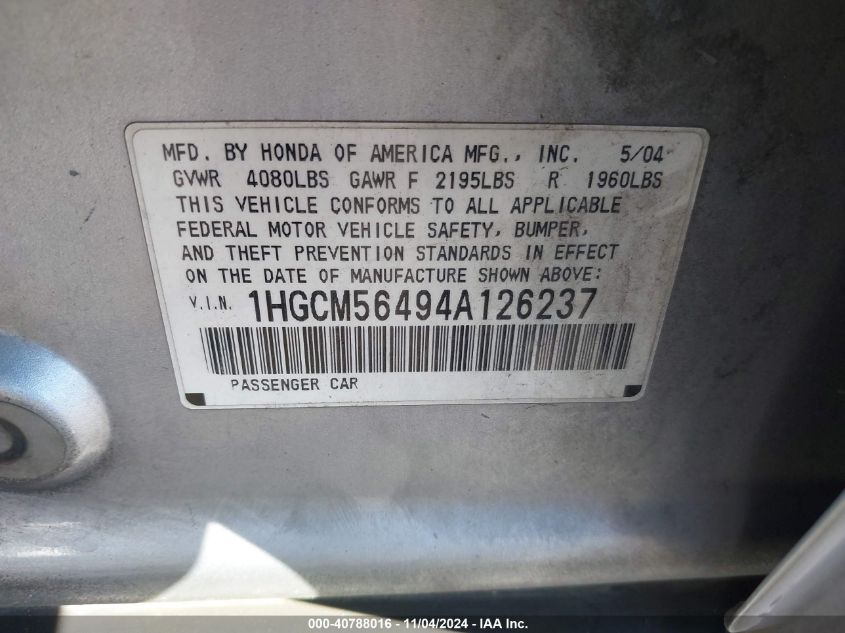 MFD. BY HONDA OF AMERICA MFG., INC. 5/04
GVWR 4080LBS GAWR F 2195LBS R 1960LBS
THIS VEHICLE CONFORMS TO ALL APPLICABLE
FEDERAL MOTOR VEHICLE SAFETY, BUMPER,
AND THEFT PREVENTION STANDARDS IN EFFECT
ON THE DATE OF MANUFACTURE SHOWN ABOVE:
V.I.N. 1HGCM56494A126237
PASSENGER CAR
000-40788016 - 11/04/2024 - IAA Inc.